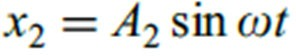 x₂ = A₂ sin ωt